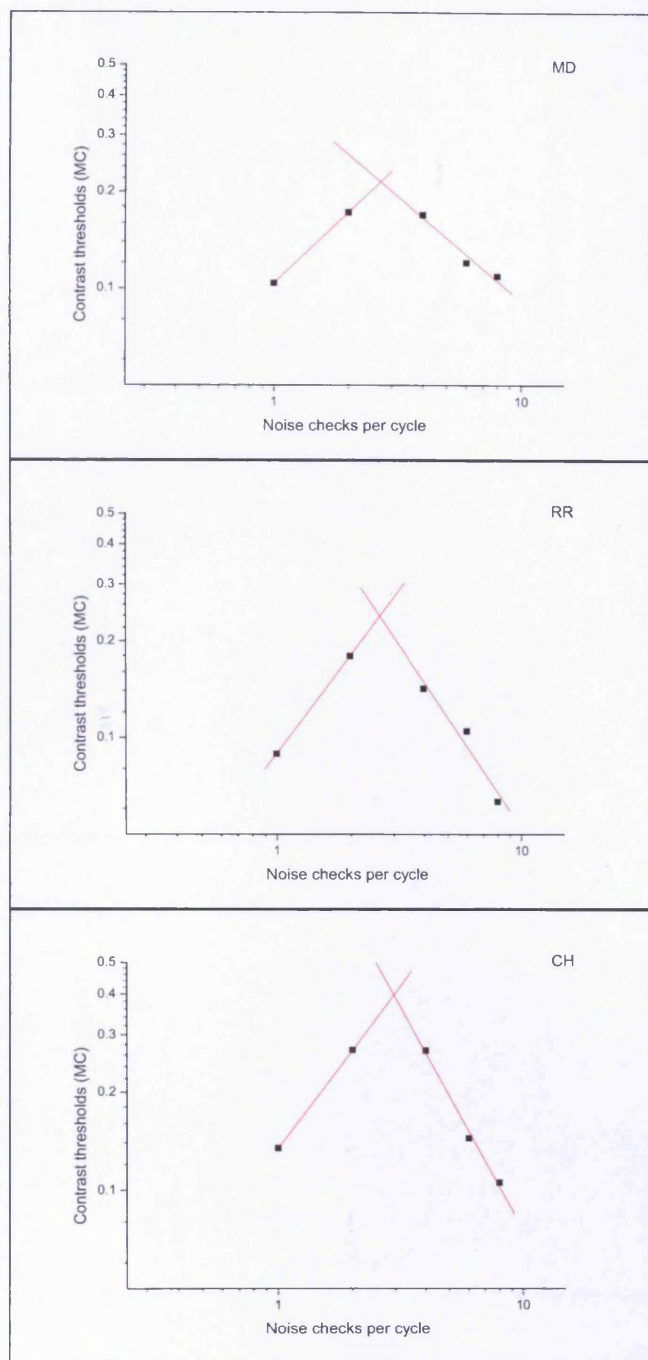 MD
0.5
0.4
0.3
0.2
0.1
Contrast thresholds (MC)
1 10
Noise checks per cycle
RR
0.5
0.4
0.3
0.2
0.1
Contrast thresholds (MC)
1 10
Noise checks per cycle
CH
0.5
0.4
0.3
0.2
0.1
Contrast thresholds (MC)
1 10
Noise checks per cycle